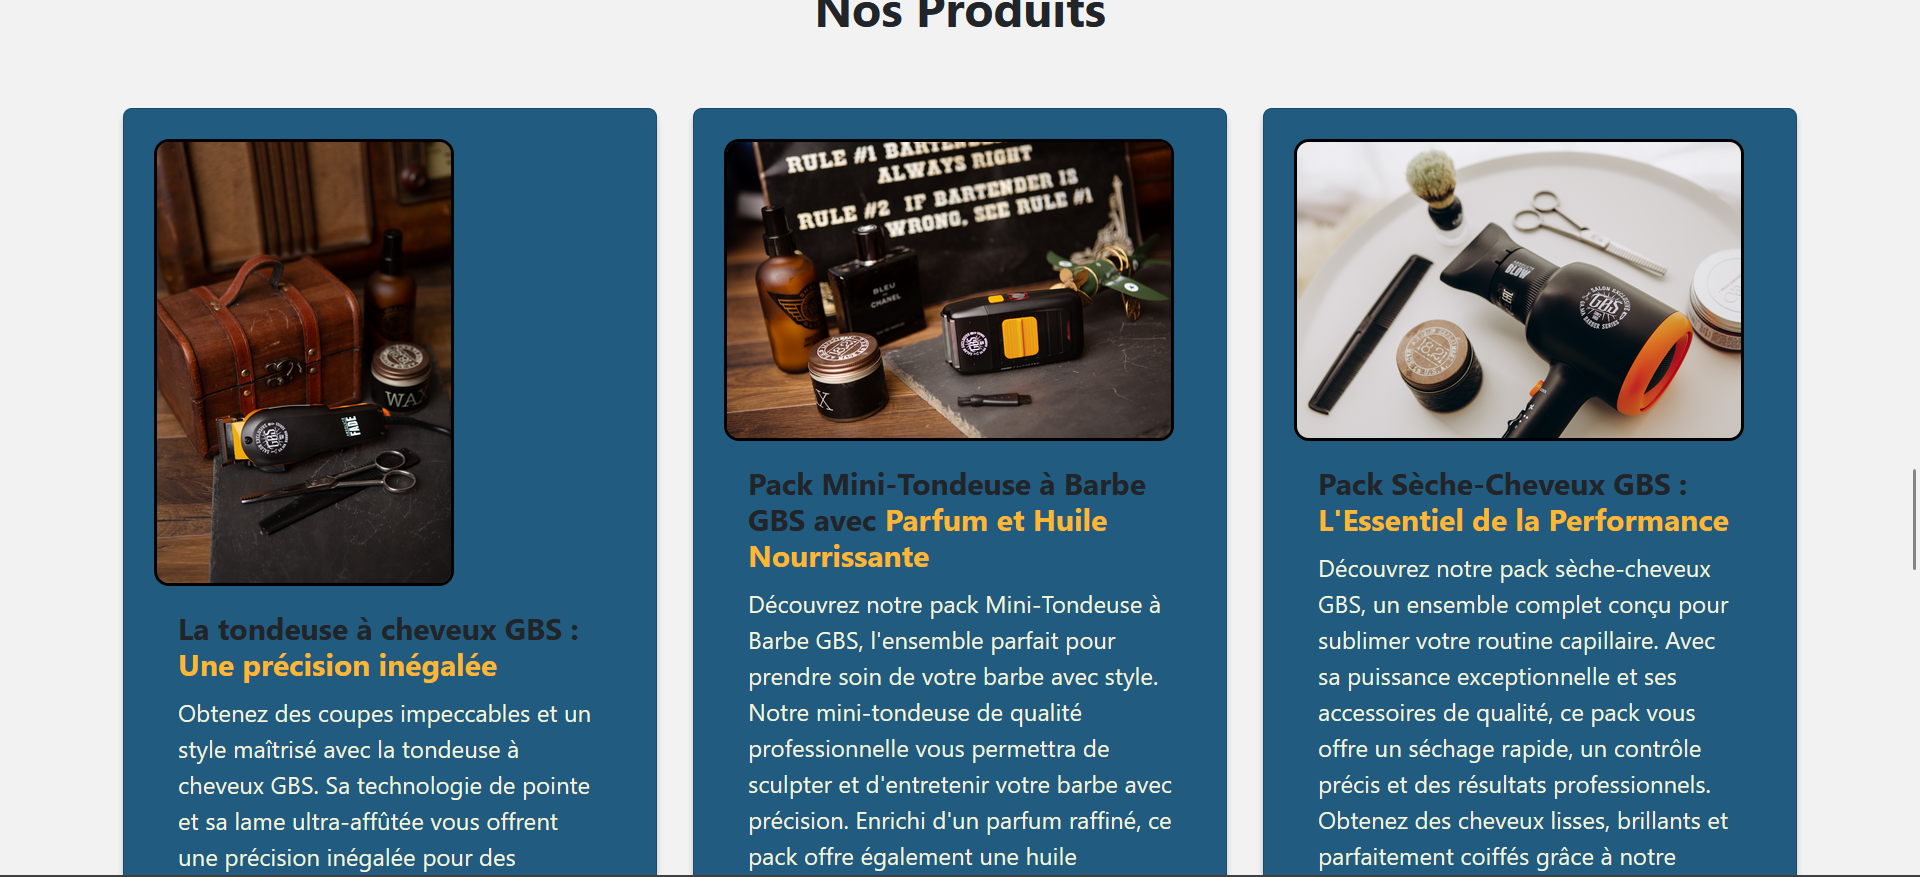 Nos Produits
WAX
FADE
GBS
La tondeuse à cheveux GBS :
Une précision inégalée
Obtenez des coupes impeccables et un
style maîtrisé avec la tondeuse à
cheveux GBS. Sa technologie de pointe
et sa lame ultra-affûtée vous offrent
une précision inégalée pour des
RULE #1 BARTENDER
ALWAYS RIGHT
RULE #2 IF BARTENDER IS
WRONG, SEE RULE #1
BLEU
DE
CHANEL
X
Pack Mini-Tondeuse à Barbe
GBS avec Parfum et Huile
Nourrissante
Découvrez notre pack Mini-Tondeuse à
Barbe GBS, l'ensemble parfait pour
prendre soin de votre barbe avec style.
Notre mini-tondeuse de qualité
professionnelle vous permettra de
sculpter et d'entretenir votre barbe avec
précision. Enrichi d'un parfum raffiné, ce
pack offre également une huile
BLOW
SALON EXCLUSIVE
GBS
BARBER SERIES
18.21
Pack Sèche-Cheveux GBS :
L'Essentiel de la Performance
Découvrez notre pack sèche-cheveux
GBS, un ensemble complet conçu pour
sublimer votre routine capillaire. Avec
sa puissance exceptionnelle et ses
accessoires de qualité, ce pack vous
offre un séchage rapide, un contrôle
précis et des résultats professionnels.
Obtenez des cheveux lisses, brillants et
parfaitement coiffés grâce à notre